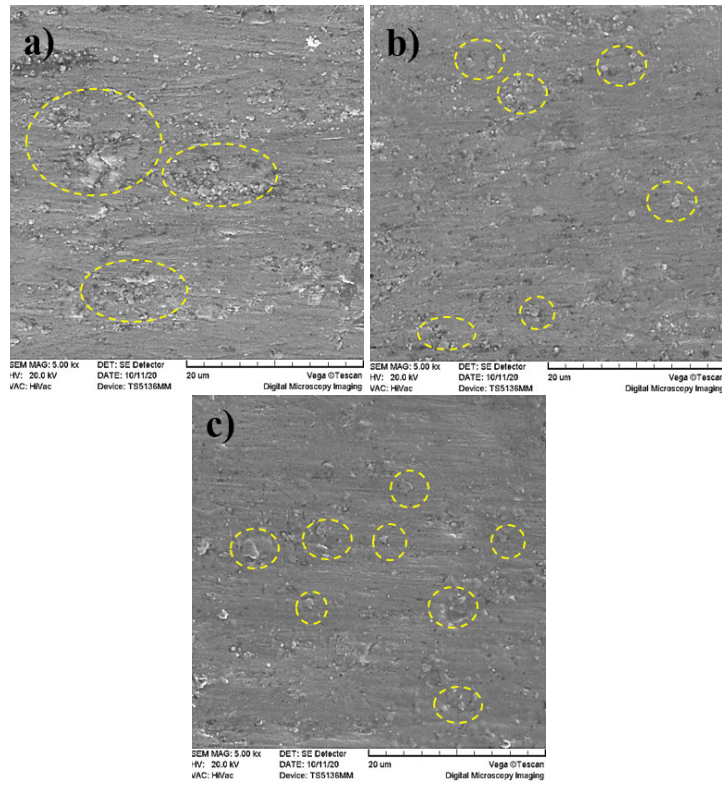 a)
SEM MAG: 5.00 kx DET: SE Detector
HV: 20.0 kV DATE: 10/11/20 20 um Vega ©Tescan
VAC: HiVac Device: TS5136MM Digital Microscopy Imaging
b)
SEM MAG: 5.00 kx DET: SE Detector
HV: 20.0 kV DATE: 10/11/20 20 um Vega ©Tescan
VAC: HiVac Device: TS5136MM Digital Microscopy Imaging
c)
SEM MAG: 5.00 kx DET: SE Detector
HV: 20.0 kV DATE: 10/11/20 20 um Vega ©Tescan
VAC: HiVac Device: TS5136MM Digital Microscopy Imaging